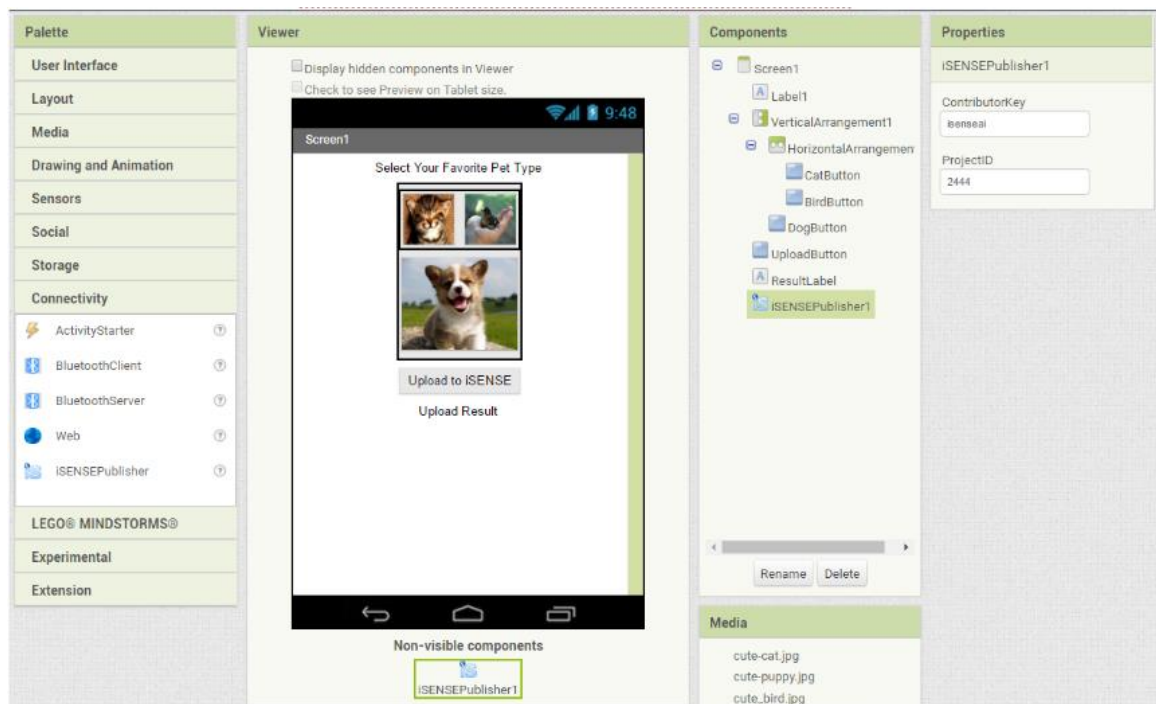 Palette
User Interface
Layout
Media
Drawing and Animation
Sensors
Social
Storage
Connectivity
ActivityStarter
BluetoothClient
BluetoothServer
Web
iSENSEPublisher
LEGO® MINDSTORMS®
Experimental
Extension
Viewer
Display hidden components in Viewer
Check to see Preview on Tablet size.
9:48
Screen1
Select Your Favorite Pet Type
Upload to iSENSE
Upload Result
Non-visible components
iSENSEPublisher1
Components
Screen1
Label1
VerticalArrangement1
HorizontalArrangemen
CatButton
BirdButton
DogButton
UploadButton
ResultLabel
iSENSEPublisher1
Rename Delete
Media
cute-cat.jpg
cute-puppy.jpg
cute_bird.jpg
Properties
iSENSEPublisher1
ContributorKey
isenseai
ProjectID
2444